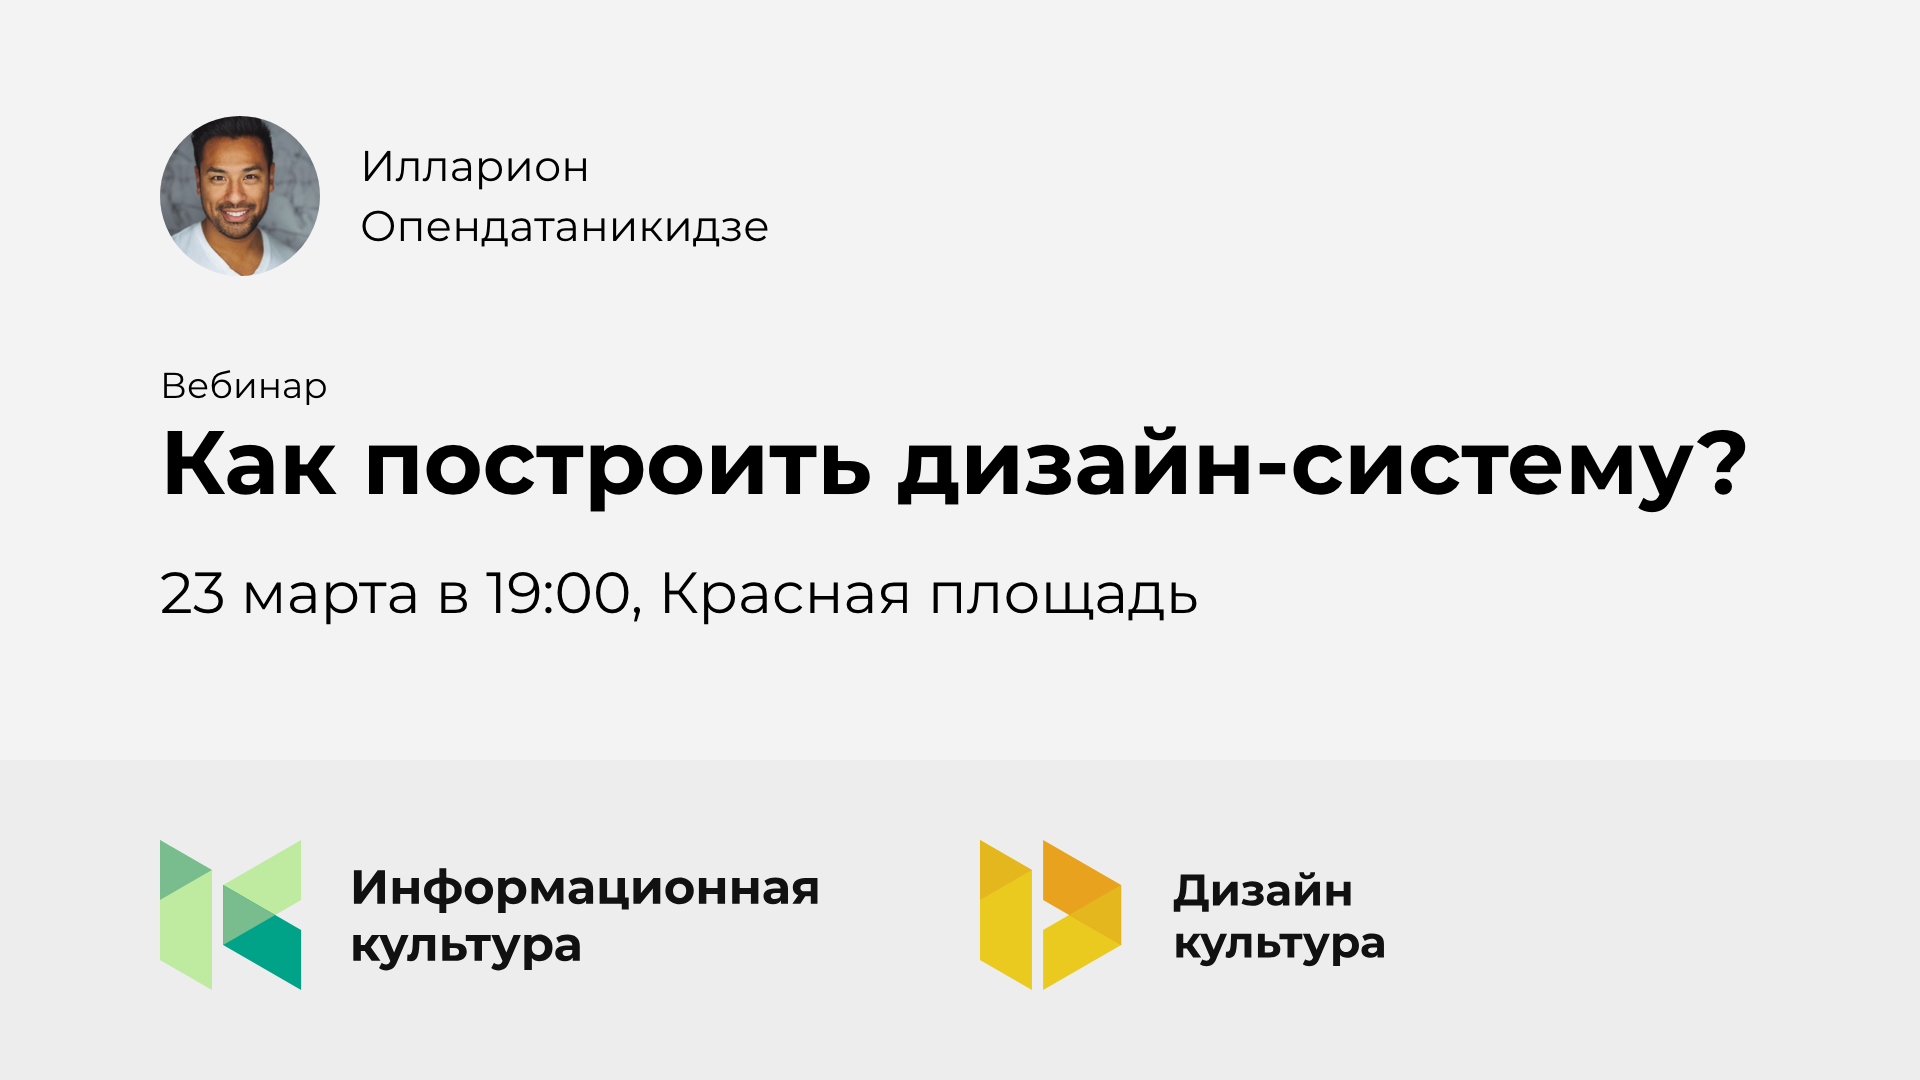 Илларион
Опендатаникидзе
Вебинар
Как построить дизайн-систему?
23 марта в 19:00, Красная площадь
Информационная
культура
Дизайн
культура